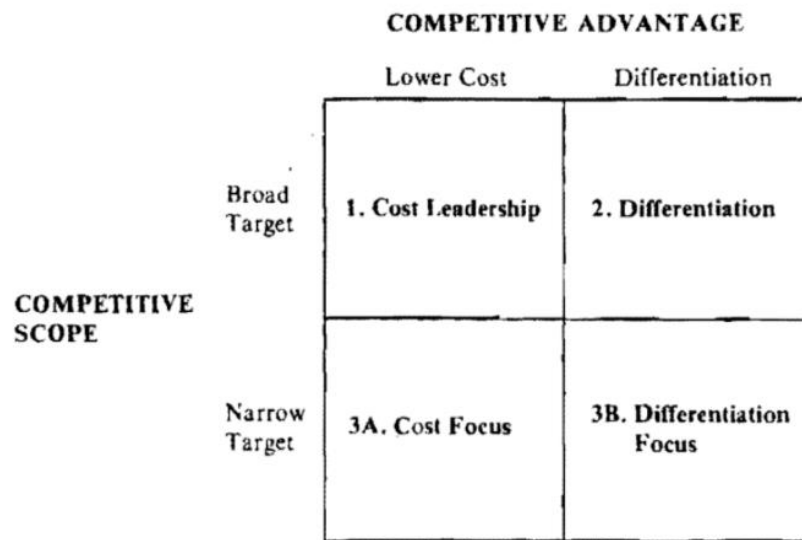 COMPETITIVE ADVANTAGE
Lower Cost Differentiation
Broad
Target
1. Cost Leadership 2. Differentiation
COMPETITIVE
SCOPE
Narrow
Target
3A. Cost Focus 3B. Differentiation
Focus